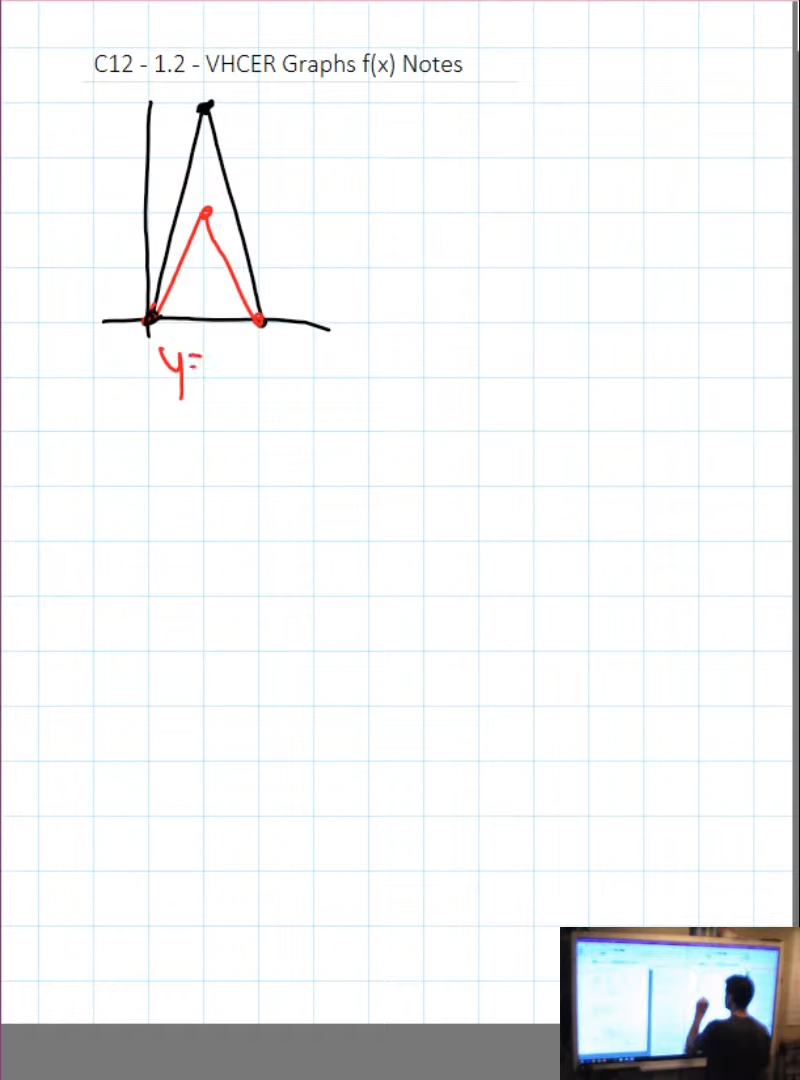 C12 - 1.2 - VHCER Graphs f(x) Notes
y=